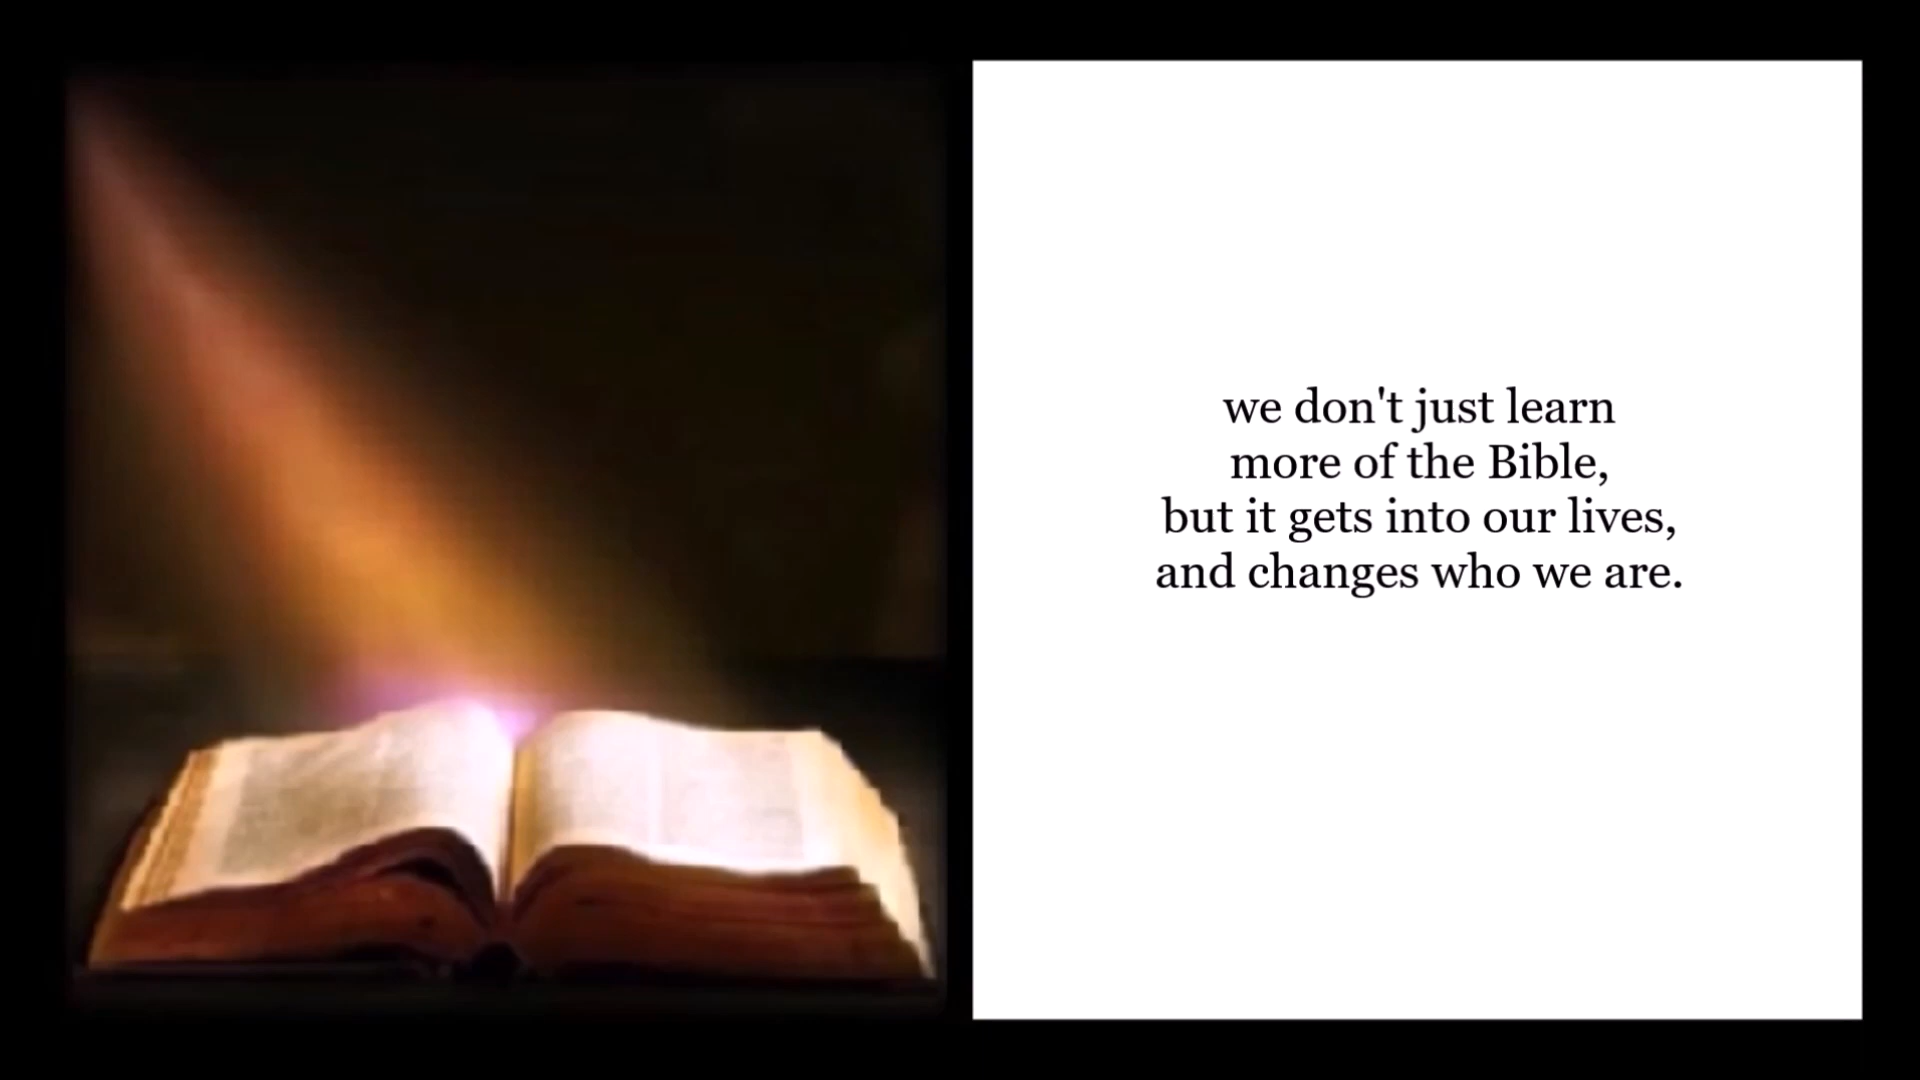 we don't just learn
more of the Bible,
but it gets into our lives,
and changes who we are.